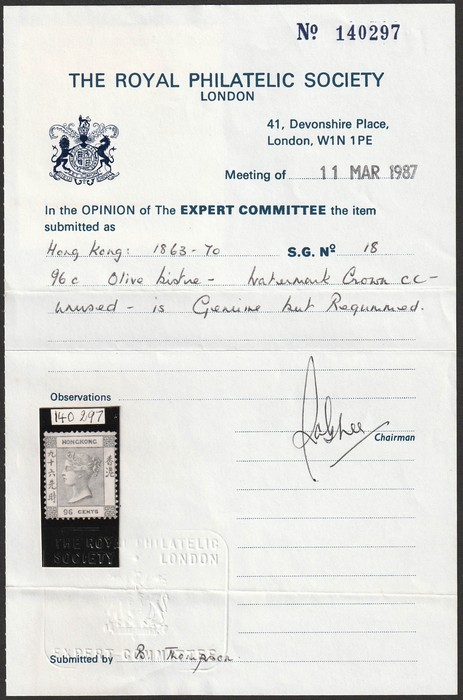 Nº 140297
THE ROYAL PHILATELIC SOCIETY
LONDON
41, Devonshire Place,
London, W1N 1PE
Meeting of 11 MAR 1987
In the OPINION of The EXPERT COMMITTEE the item
submitted as
Hong Kong: 1863-70 S.G. Nº 18
96c Olive bistre - Watermark Crown CC -
unused - is Genuine but Regummed.
Observations
Chairman
140297
HONGKONG
九十六先時
香港
96 CENTS
THE ROYAL PHILATELIC
SOCIETY LONDON
EXPERT COMMITTEE
Submitted by B Thompson